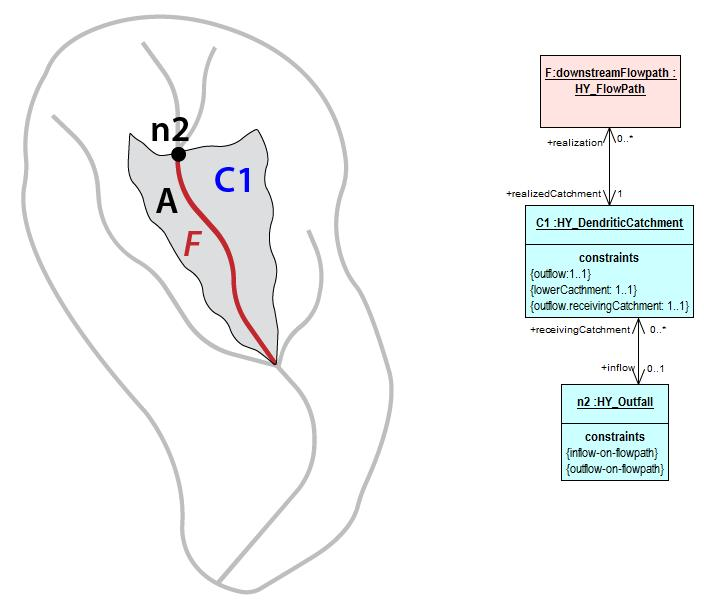 n2
C1
A
F
F:downstreamFlowpath :
HY_FlowPath
+realization
0..*
+realizedCatchment
1
C1 :HY_DendriticCatchment
constraints
{outflow:1..1}
{lowerCacthment: 1..1}
{outflow.receivingCatchment: 1..1}
+receivingCatchment
0..*
+inflow
0..1
n2 :HY_Outfall
constraints
{inflow-on-flowpath}
{outflow-on-flowpath}